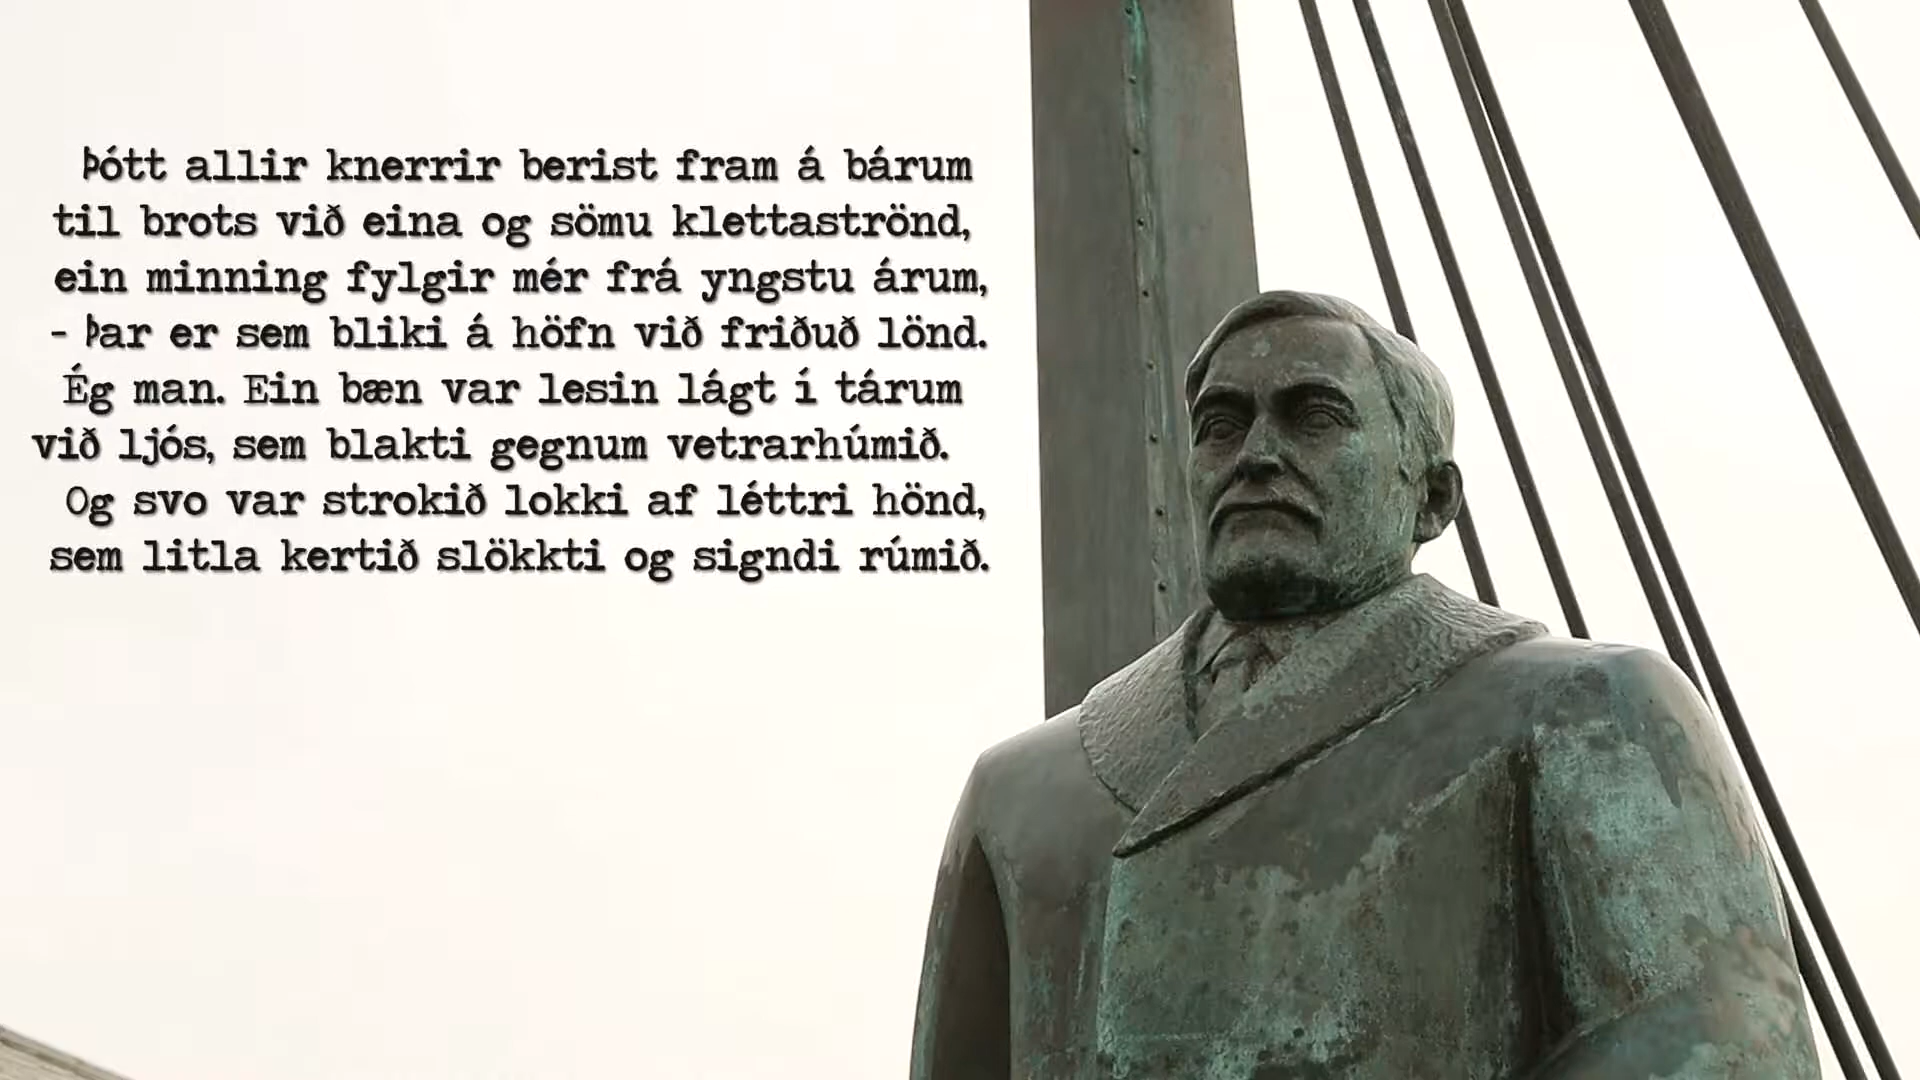 Þótt allir knerrir berist fram á bárum
til brots við eina og sömu klettaströnd,
ein minning fylgir mér frá yngstu árum,
- Þar er sem bliki á höfn við friðuð lönd.
Ég man. Ein bæn var lesin lágt í tárum
við ljós, sem blakti gegnum vetrarhúmið.
Og svo var strokið lokki af léttri hönd,
sem litla kertið slökkti og signdi rúmið.